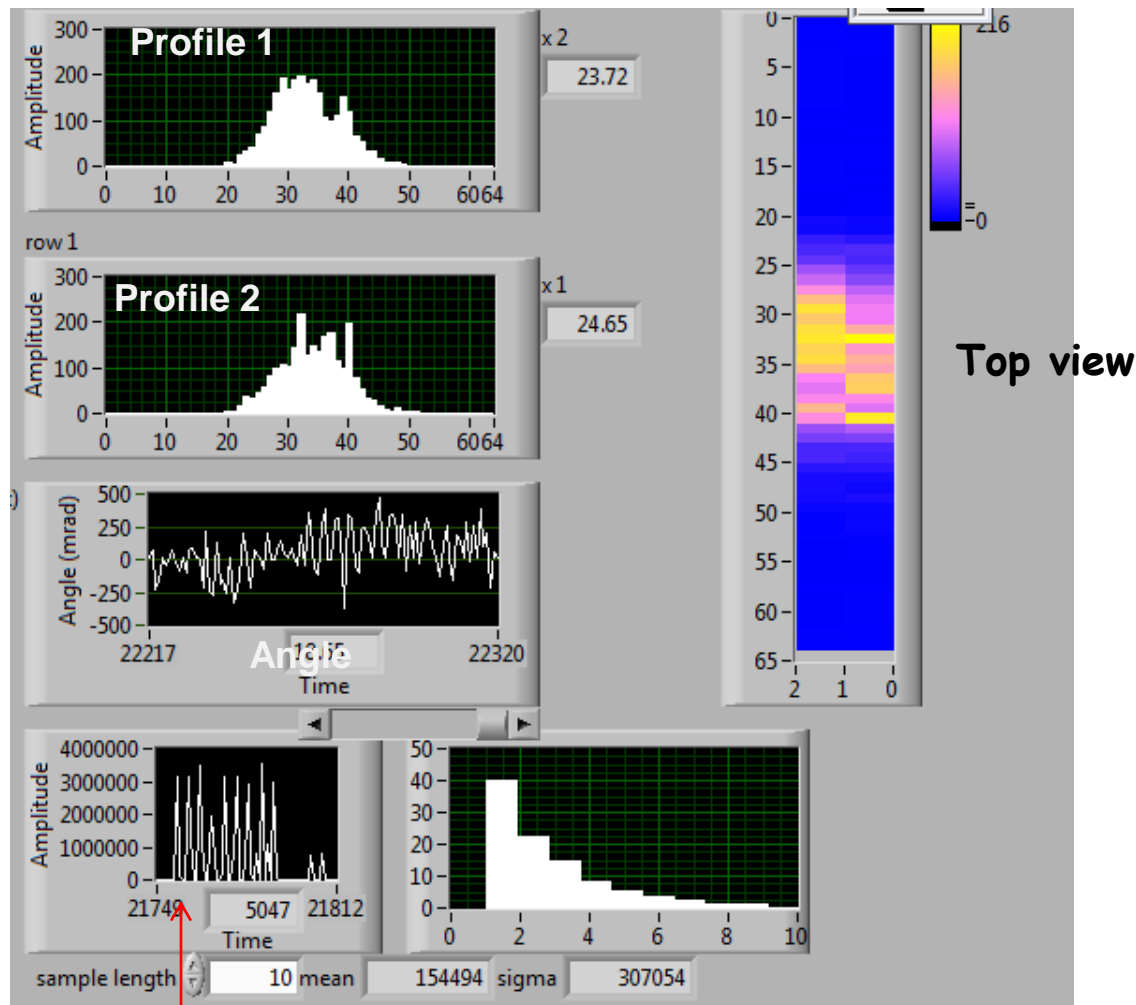 Amplitude
300
200
100
0
Profile 1
0 10 20 30 40 50 60 64
x 2
23.72
row 1
Amplitude
300
200
100
0
Profile 2
0 10 20 30 40 50 60 64
x 1
24.65
Angle (mrad)
500
250
0
-250
-500
22217 22320
Angle
Time
Amplitude
4000000
3000000
2000000
1000000
0
21749 5047 21812
Time
50
40
30
20
10
0
0 2 4 6 8 10
sample length 10 mean 154494 sigma 307054
0
5
10
15
20
25
30
35
40
45
50
55
60
65
2 1 0
216
=
-0
Top view